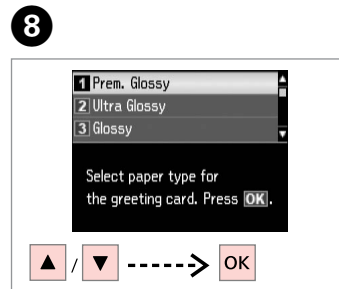 8
1 Prem. Glossy
2 Ultra Glossy
3 Glossy
Select paper type for
the greeting card. Press OK.
▲ / ▼ -----> OK